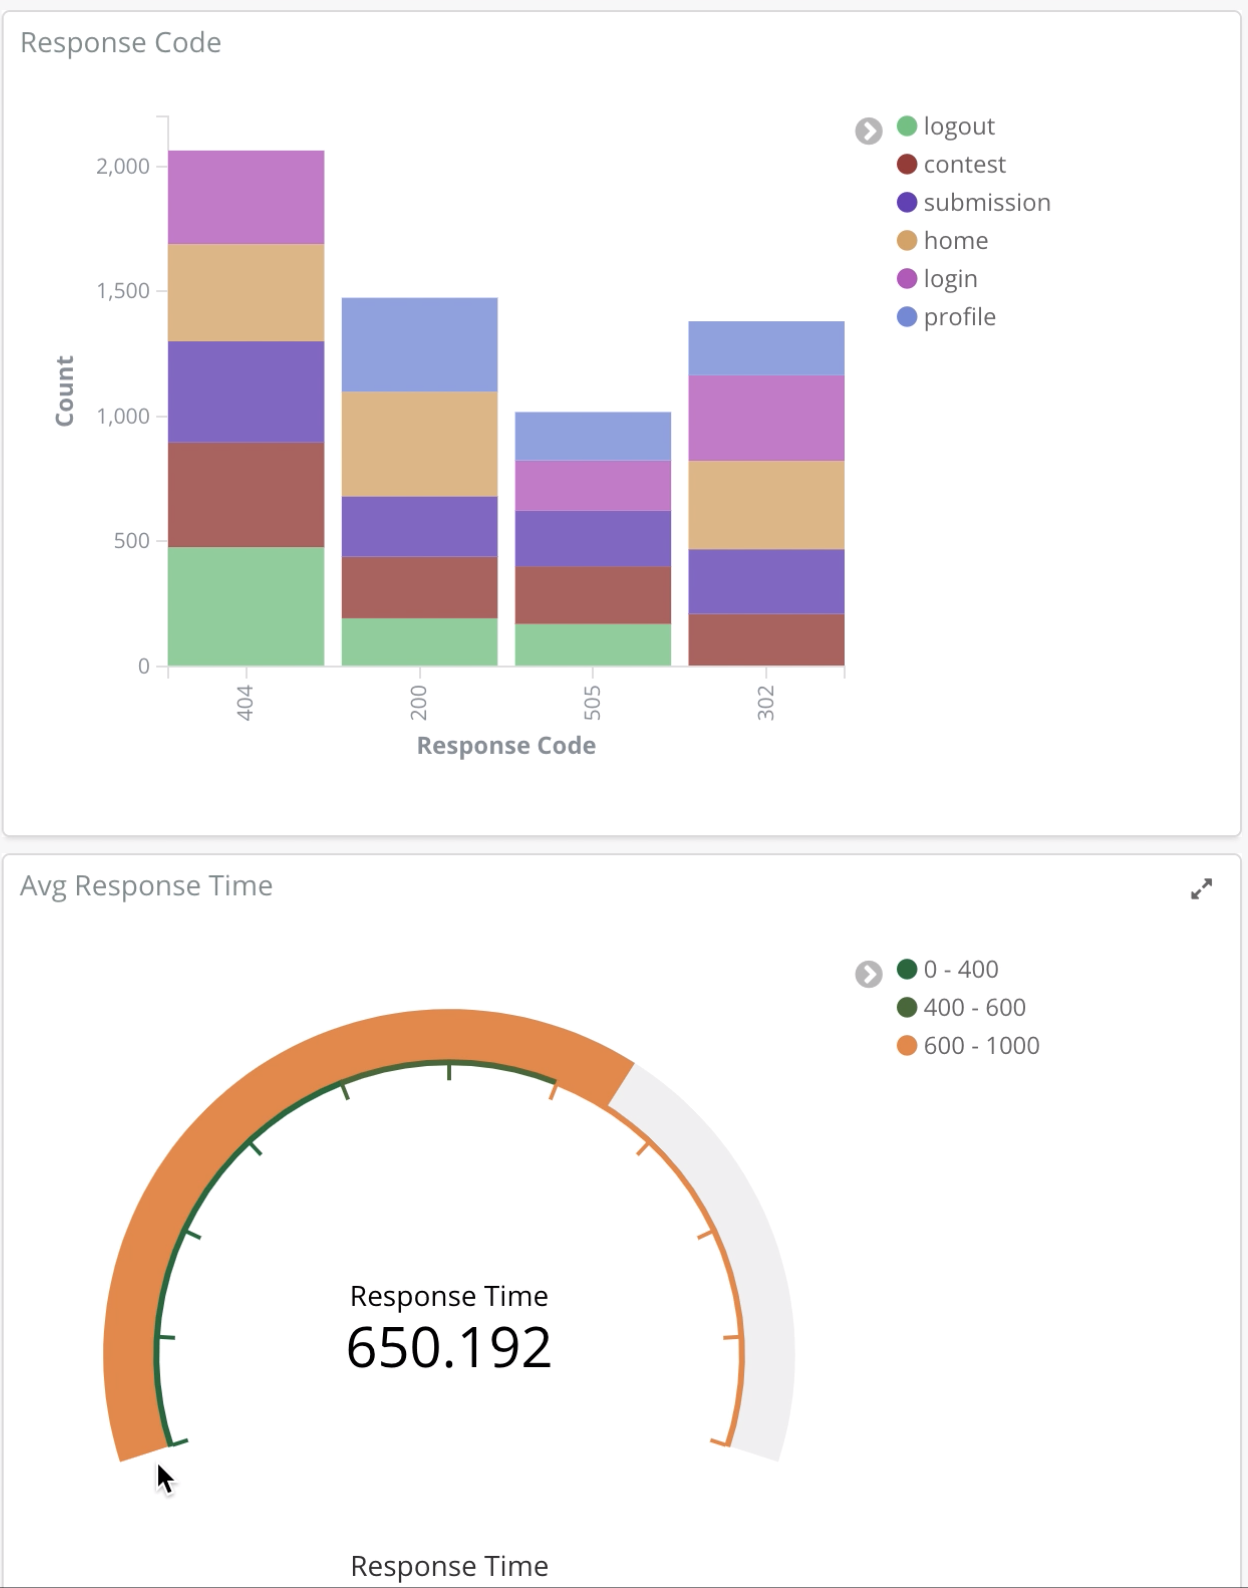 Response Code
logout
contest
submission
home
login
profile
2,000
1,500
1,000
500
0
Count
404
200
505
302
Response Code
Avg Response Time
0 - 400
400 - 600
600 - 1000
Response Time
650.192
Response Time